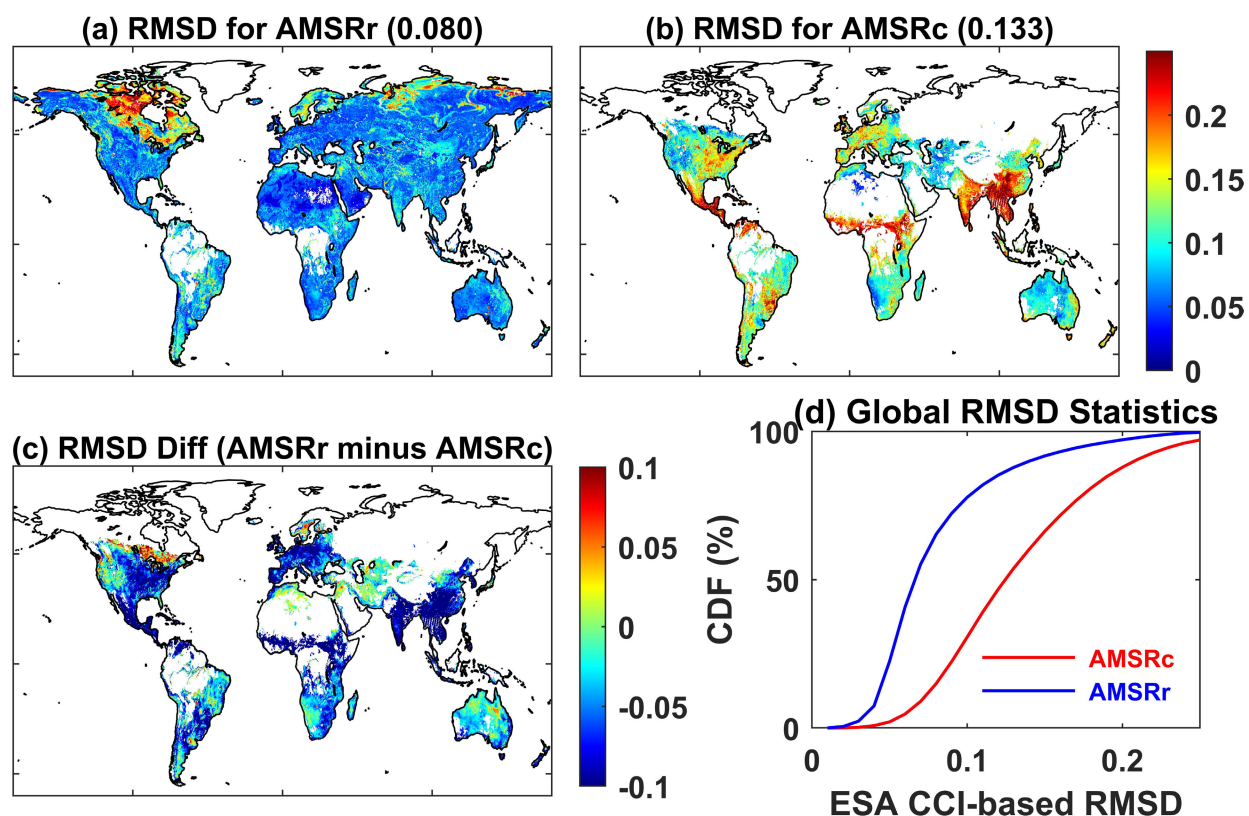 (a) RMSD for AMSRr (0.080)
(b) RMSD for AMSRc (0.133)
0.2
0.15
0.1
0.05
0
(c) RMSD Diff (AMSRr minus AMSRc)
0.1
0.05
0
-0.05
-0.1
(d) Global RMSD Statistics
100
50
0
CDF (%)
AMSRc
AMSRr
0 0.1 0.2
ESA CCI-based RMSD